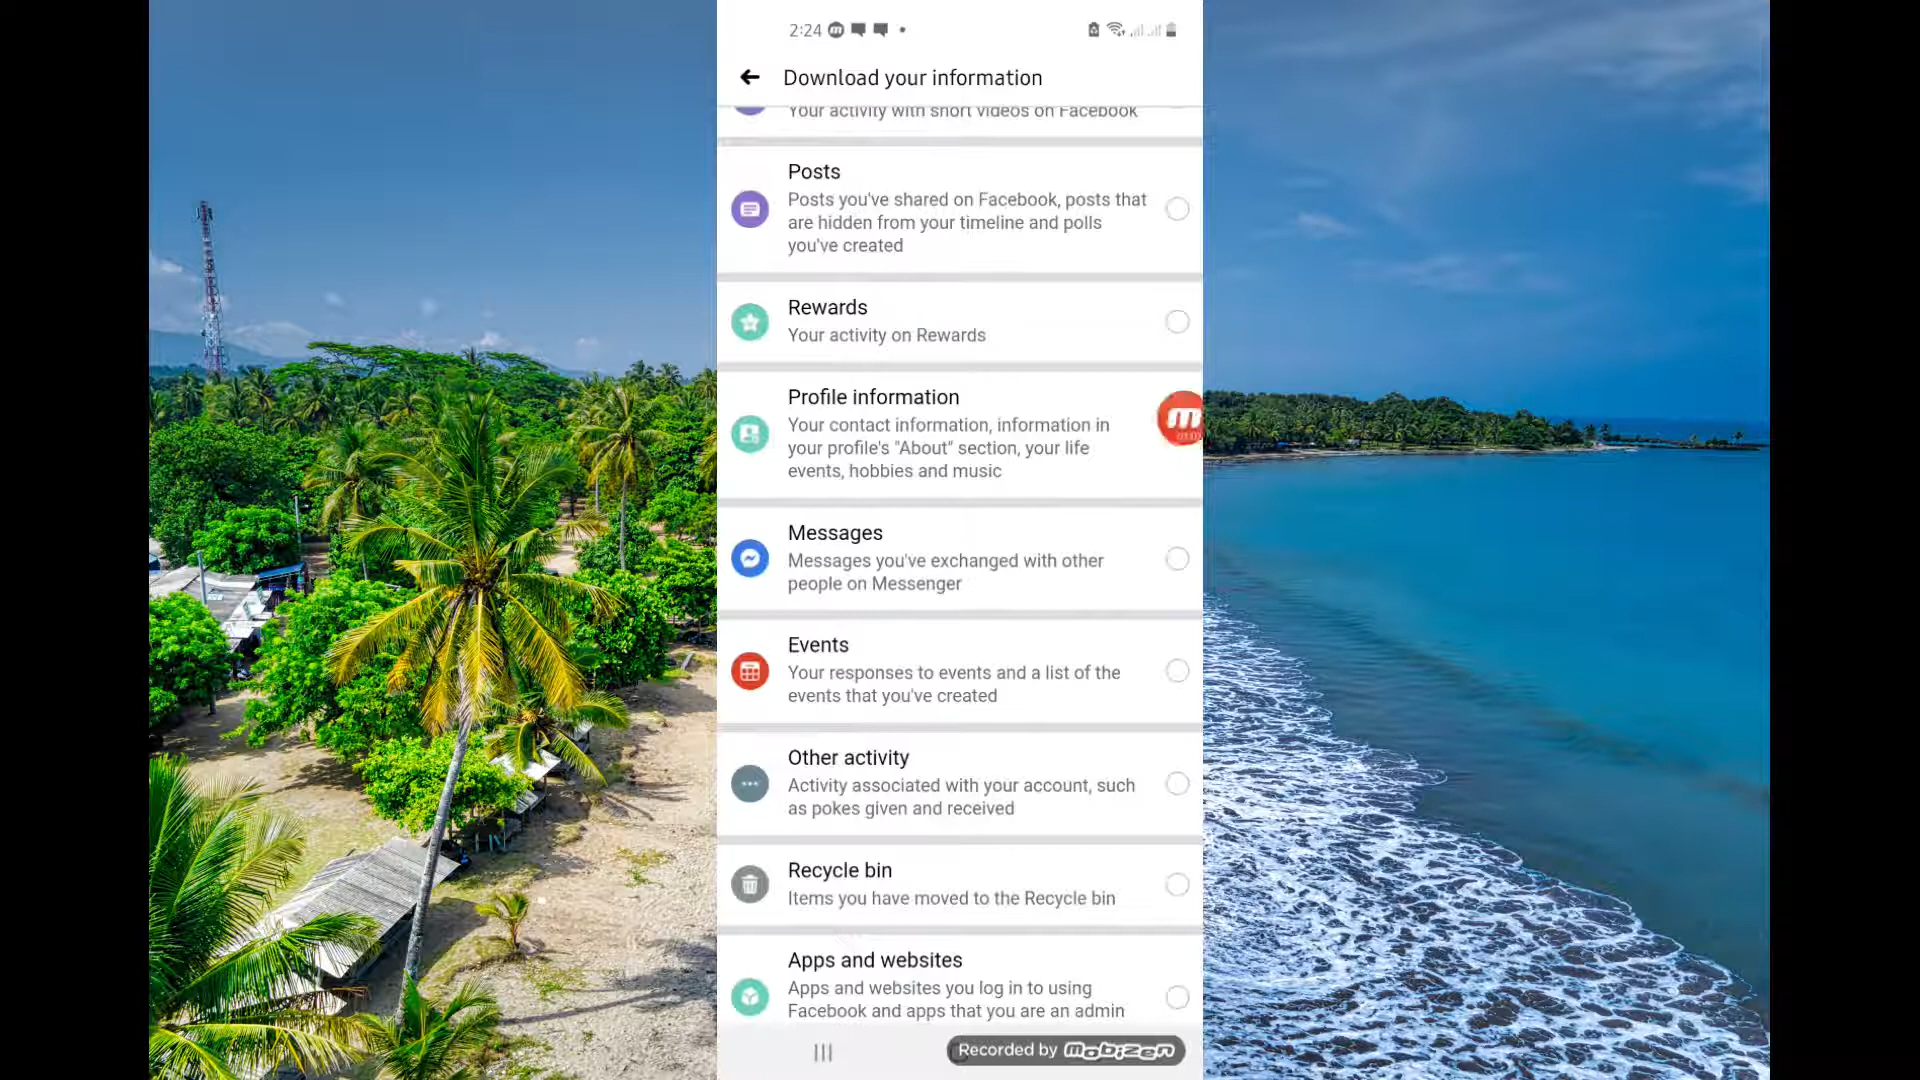 2:24
Download your information
Your activity with short videos on Facebook
Posts
Posts you've shared on Facebook, posts that
are hidden from your timeline and polls
you've created
Rewards
Your activity on Rewards
Profile information
Your contact information, information in
your profile's "About" section, your life
events, hobbies and music
Messages
Messages you've exchanged with other
people on Messenger
Events
Your responses to events and a list of the
events that you've created
Other activity
Activity associated with your account, such
as pokes given and received
Recycle bin
Items you have moved to the Recycle bin
Apps and websites
Apps and websites you log in to using
Facebook and apps that you are an admin
Recorded by mobizen